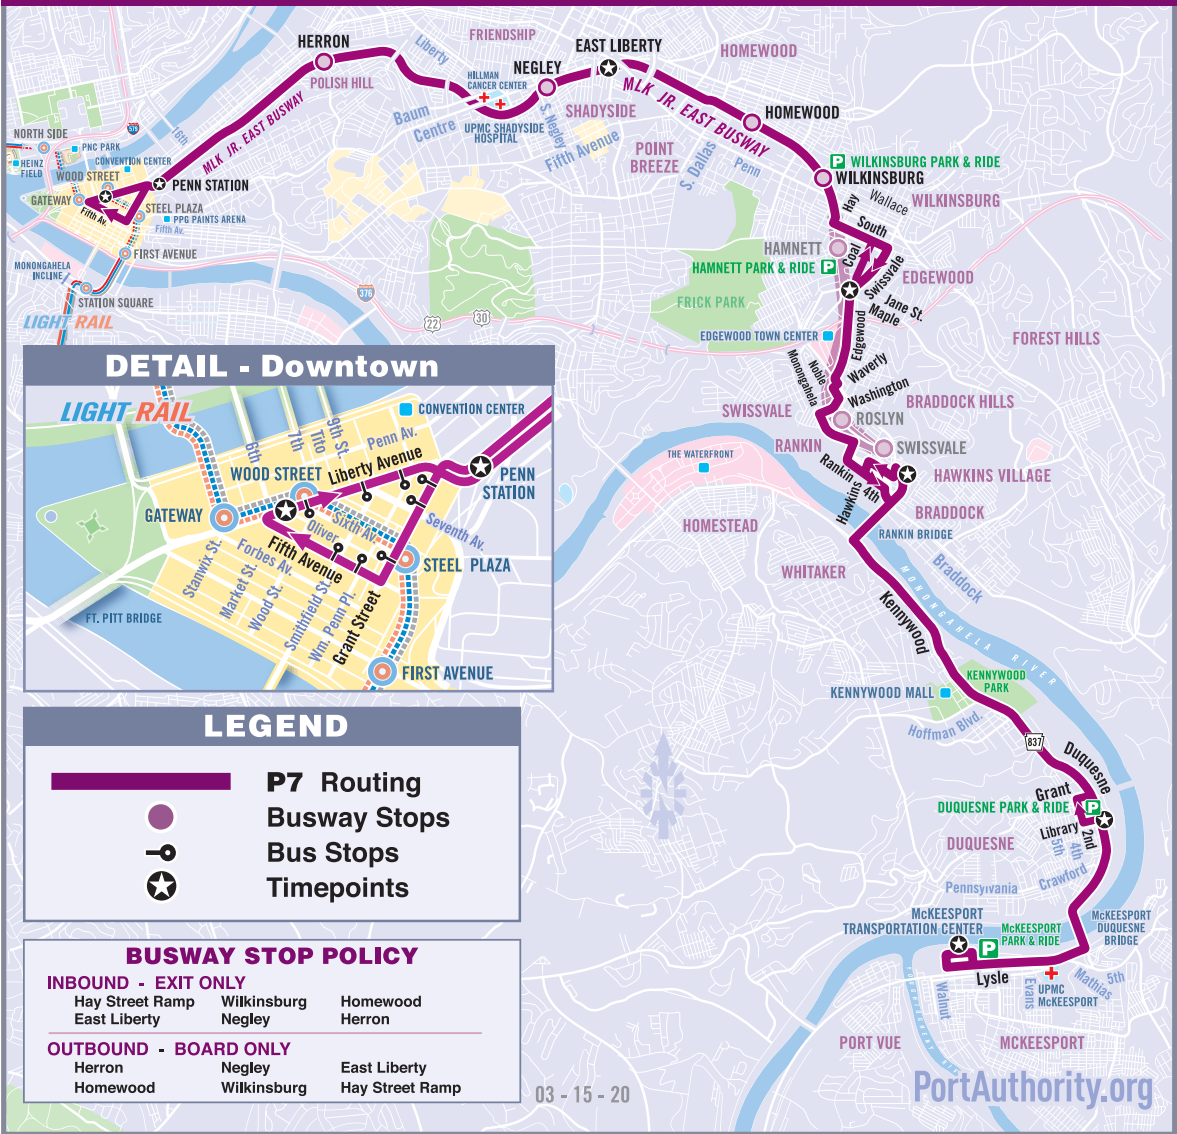 HERRON
POLISH HILL
Liberty
FRIENDSHIP
HILLMAN
CANCER CENTER
NEGLEY
EAST LIBERTY
HOMEWOOD
MLK JR. EAST BUSWAY
MLK JR. EAST BUSWAY
Baum
Centre
UPMC SHADYSIDE
HOSPITAL
S. Negley
SHADYSIDE
Fifth Avenue
POINT
BREEZE
S. Dallas
Penn
HOMEWOOD
WILKINSBURG PARK & RIDE
WILKINSBURG
WILKINSBURG
Hay
Wallace
South
HAMNETT
HAMNETT PARK & RIDE
Coal
Swissvale
EDGEWOOD
Jane St.
Maple
FRICK PARK
EDGEWOOD TOWN CENTER
Edgewood
FOREST HILLS
NORTH SIDE
579
16th
PNC PARK
HEINZ
FIELD
CONVENTION CENTER
WOOD STREET
PENN STATION
GATEWAY
Fifth Av.
STEEL PLAZA
PPG PAINTS ARENA
Fifth Av.
FIRST AVENUE
MONONGAHELA
INCLINE
STATION SQUARE
LIGHT RAIL
376
22
30
Monongahela
Noble
Waverly
Washington
BRADDOCK HILLS
SWISSVALE
ROSLYN
RANKIN
SWISSVALE
THE WATERFRONT
Rankin
4th
Hawkins
HAWKINS VILLAGE
BRADDOCK
HOMESTEAD
RANKIN BRIDGE
WHITAKER
Braddock
MONONGAHELA RIVER
Kennywood
KENNYWOOD
PARK
KENNYWOOD MALL
Hoffman Blvd.
837
Duquesne
Grant
DUQUESNE PARK & RIDE
Library
2nd
4th
5th
DUQUESNE
Crawford
Pennsylvania
McKEESPORT
TRANSPORTATION CENTER
McKEESPORT
PARK & RIDE
McKEESPORT
DUQUESNE
BRIDGE
Lysle
Walnut
Evans
UPMC
McKEESPORT
Mathias
5th
PORT VUE
McKEESPORT
PortAuthority.org
DETAIL - Downtown
LIGHT RAIL
CONVENTION CENTER
6th
7th
Tito
9th St.
Penn Av.
WOOD STREET
Liberty Avenue
PENN
STATION
GATEWAY
Oliver
Sixth Av.
Seventh Av.
Fifth Avenue
STEEL PLAZA
Stanwix St.
Forbes Av.
Market St.
Wood St.
Smithfield St.
Wm. Penn Pl.
Grant Street
FT. PITT BRIDGE
FIRST AVENUE
LEGEND
P7 Routing
Busway Stops
Bus Stops
Timepoints
BUSWAY STOP POLICY
INBOUND - EXIT ONLY
Hay Street Ramp Wilkinsburg Homewood
East Liberty Negley Herron
OUTBOUND - BOARD ONLY
Herron Negley East Liberty
Homewood Wilkinsburg Hay Street Ramp
03 - 15 - 20